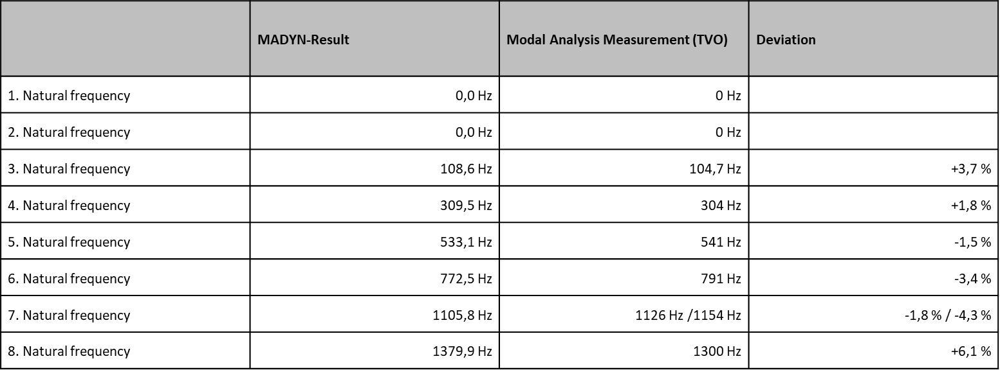 MADYN-Result Modal Analysis Measurement (TVO) Deviation
1. Natural frequency 0,0 Hz 0 Hz
2. Natural frequency 0,0 Hz 0 Hz
3. Natural frequency 108,6 Hz 104,7 Hz +3,7 %
4. Natural frequency 309,5 Hz 304 Hz +1,8 %
5. Natural frequency 533,1 Hz 541 Hz -1,5 %
6. Natural frequency 772,5 Hz 791 Hz -3,4 %
7. Natural frequency 1105,8 Hz 1126 Hz /1154 Hz -1,8 % / -4,3 %
8. Natural frequency 1379,9 Hz 1300 Hz +6,1 %